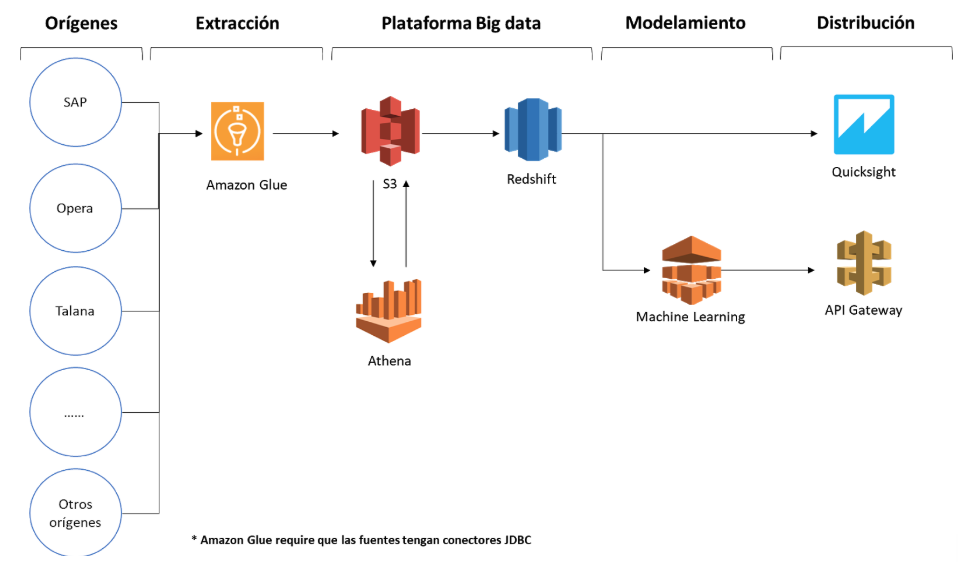 Orígenes
Extracción
Plataforma Big data
Modelamiento
Distribución
SAP
Opera
Talana
......
Otros
orígenes
Amazon Glue
S3
Redshift
Athena
Machine Learning
Quicksight
API Gateway
* Amazon Glue require que las fuentes tengan conectores JDBC